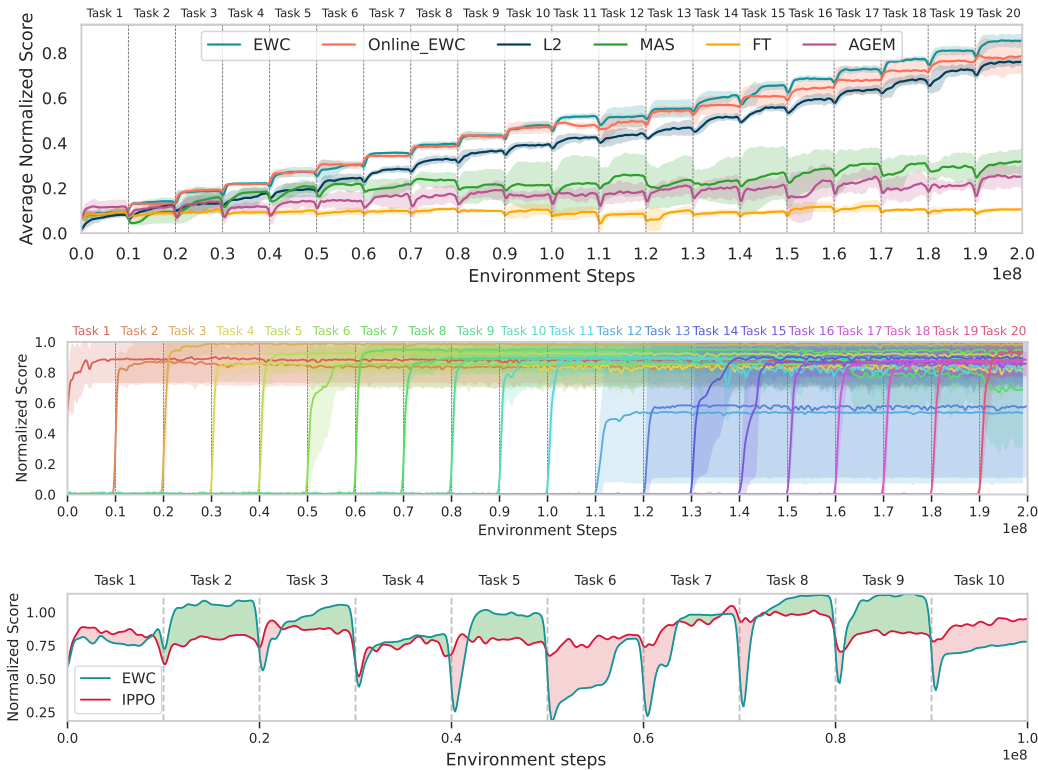 Task 1 Task 2 Task 3 Task 4 Task 5 Task 6 Task 7 Task 8 Task 9 Task 10 Task 11 Task 12 Task 13 Task 14 Task 15 Task 16 Task 17 Task 18 Task 19 Task 20
EWC Online_EWC L2 MAS FT AGEM
Average Normalized Score
0.8
0.6
0.4
0.2
0.0
0.0 0.1 0.2 0.3 0.4 0.5 0.6 0.7 0.8 0.9 1.0 1.1 1.2 1.3 1.4 1.5 1.6 1.7 1.8 1.9 2.0
Environment Steps
1e8
Task 1 Task 2 Task 3 Task 4 Task 5 Task 6 Task 7 Task 8 Task 9 Task 10 Task 11 Task 12 Task 13 Task 14 Task 15 Task 16 Task 17 Task 18 Task 19 Task 20
Normalized Score
1.0
0.8
0.6
0.4
0.2
0.0
0.0 0.1 0.2 0.3 0.4 0.5 0.6 0.7 0.8 0.9 1.0 1.1 1.2 1.3 1.4 1.5 1.6 1.7 1.8 1.9 2.0
Environment Steps
1e8
Task 1 Task 2 Task 3 Task 4 Task 5 Task 6 Task 7 Task 8 Task 9 Task 10
Normalized Score
1.00
0.75
0.50
0.25
EWC
IPPO
0.0 0.2 0.4 0.6 0.8 1.0
Environment steps
1e8